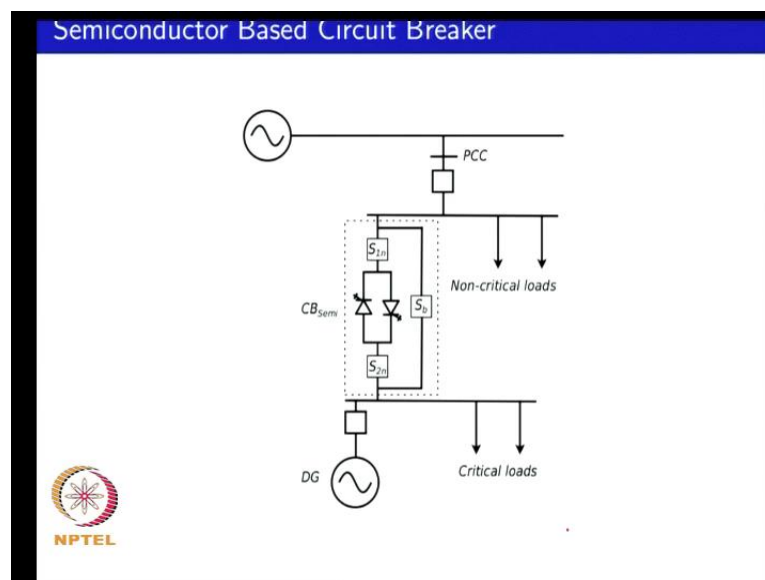 Semiconductor Based Circuit Breaker
PCC
S1n
Non-critical loads
CBSemi
Sb
S2n
DG
Critical loads
NPTEL